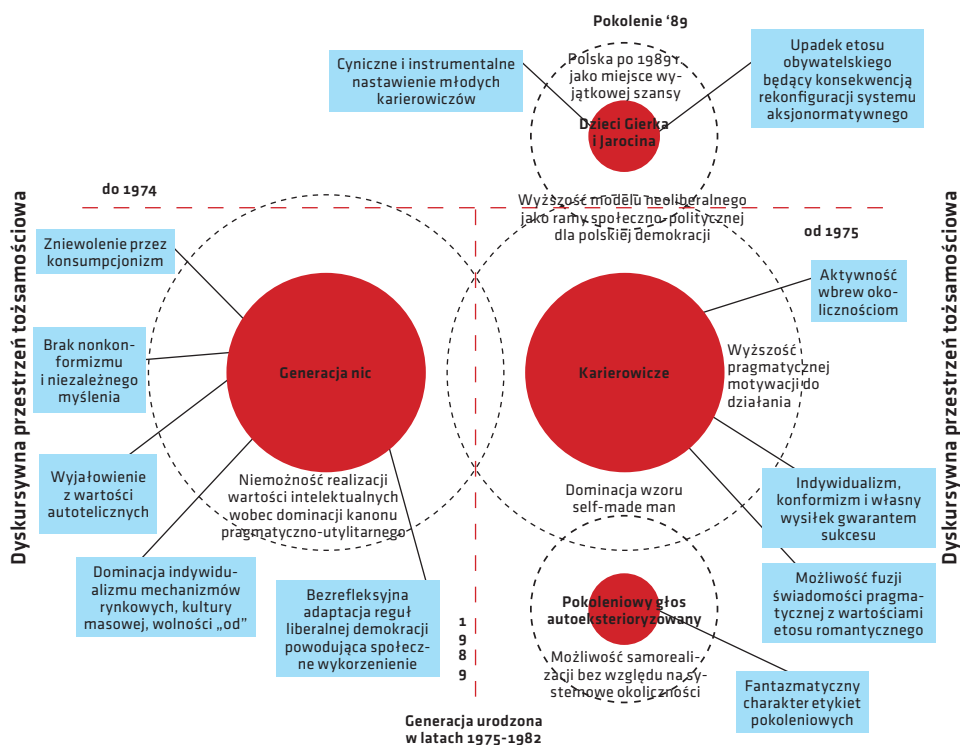 Pokolenie ‘89
Cyniczne i instrumentalne
nastawienie młodych
karierowiczów
Polska po 1989 r.
jako miejsce wy-
jątkowej szansy
Upadek etosu
obywatelskiego
będący konsekwencją
rekonfiguracji systemu
aksjonormatywnego
Dzieci Gierka
i Jarocina
do 1974
Wyższość modelu neoliberalnego
jako ramy społeczno-politycznej
dla polskiej demokracji
od 1975
Dyskursywna przestrzeń tożsamościowa
Zniewolenie przez
konsumpcjonizm
Brak nonkon-
formizmu
i niezależnego
myślenia
Wyjałowienie
z wartości
autotelicznych
Dominacja indywidu-
alizmu mechanizmów
rynkowych, kultury
masowej, wolności „od”
Generacja nic
Niemożność realizacji
wartości intelektualnych
wobec dominacji kanonu
pragmatyczno-utylitarnego
Bezrefleksyjna
adaptacja reguł
liberalnej demokracji
powodująca społecz-
ne wykorzenienie
1
9
8
9
Generacja urodzona
w latach 1975-1982
Karierowicze
Aktywność
wbrew oko-
licznościom
Wyższość
pragmatycznej
motywacji do
działania
Dominacja wzoru
self-made man
Indywidualizm,
konformizm i własny
wysiłek gwarantem
sukcesu
Możliwość fuzji
świadomości pragma-
tycznej z wartościami
etosu romantycznego
Pokoleniowy głos
autoeksterioryzowany
Możliwość samoreali-
zacji bez względu na sy-
stemowe okoliczności
Fantazmatyczny
charakter etykiet
pokoleniowych
Dyskursywna przestrzeń tożsamościowa